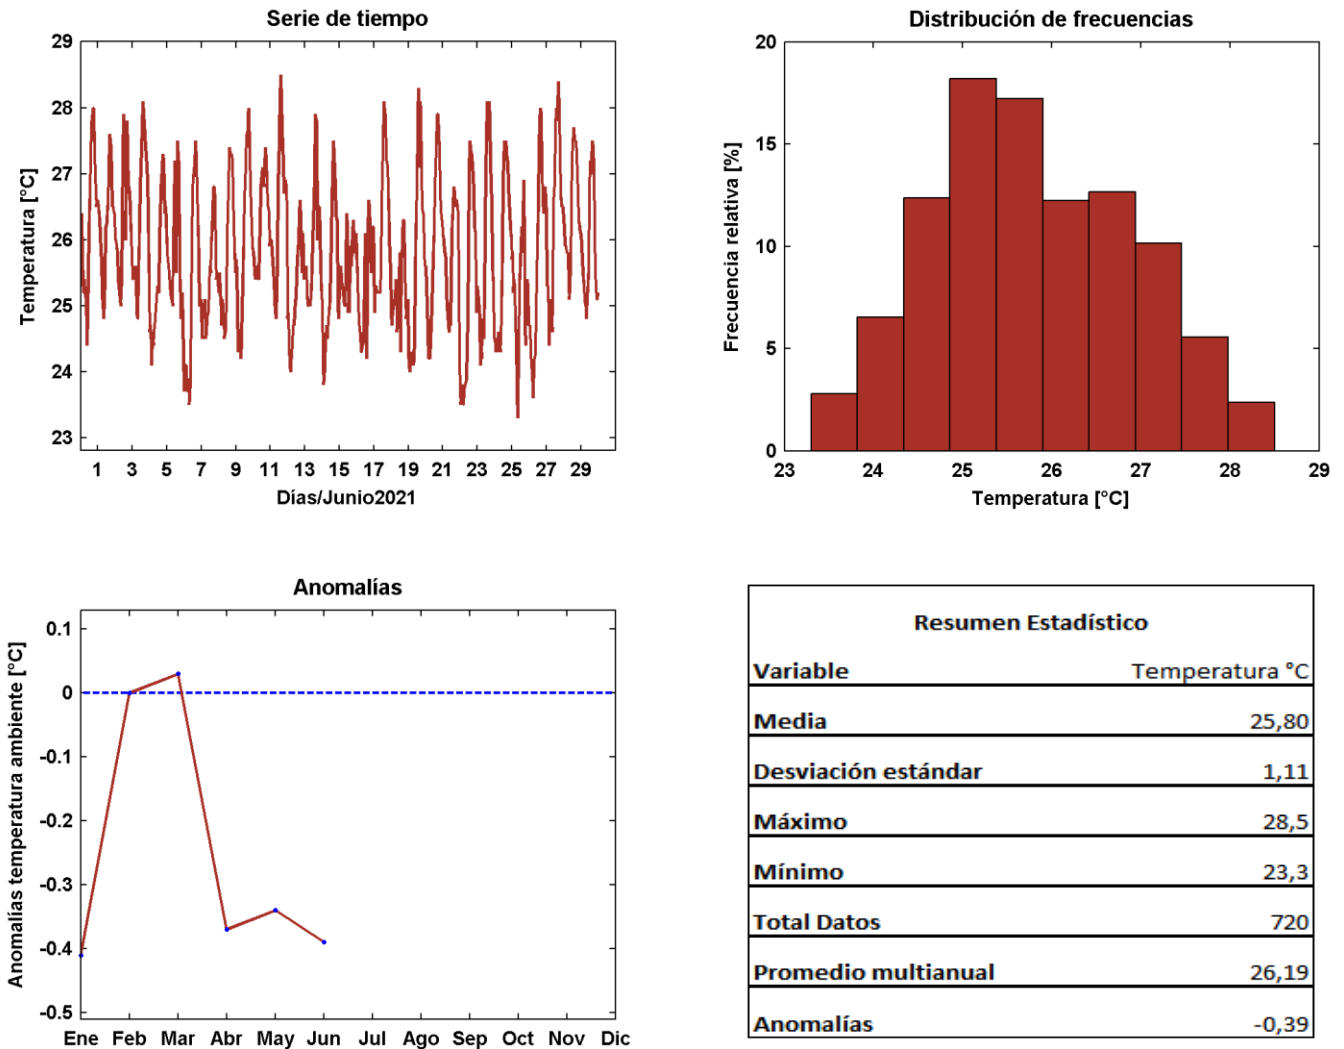 Serie de tiempo
29
28
27
26
25
24
23
Temperatura [°C]
1 3 5 7 9 11 13 15 17 19 21 23 25 27 29
Días/Junio2021
Distribución de frecuencias
20
15
10
5
0
Frecuencia relativa [%]
23 24 25 26 27 28 29
Temperatura [°C]
Anomalías
0.1
0
-0.1
-0.2
-0.3
-0.4
-0.5
Anomalías temperatura ambiente [°C]
Ene Feb Mar Abr May Jun Jul Ago Sep Oct Nov Dic
Resumen Estadístico
Variable Temperatura °C
Media 25,80
Desviación estándar 1,11
Máximo 28,5
Mínimo 23,3
Total Datos 720
Promedio multianual 26,19
Anomalías -0,39